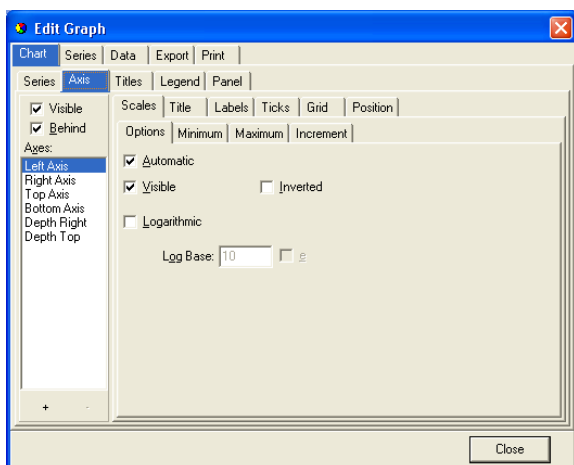 Edit Graph
Chart Series Data Export Print
Series Axis Titles Legend Panel
Visible
Behind
Axes:
Left Axis
Right Axis
Top Axis
Bottom Axis
Depth Right
Depth Top
+ -
Scales Title Labels Ticks Grid Position
Options Minimum Maximum Increment
Automatic
Visible Inverted
Logarithmic
Log Base: 10 e
Close